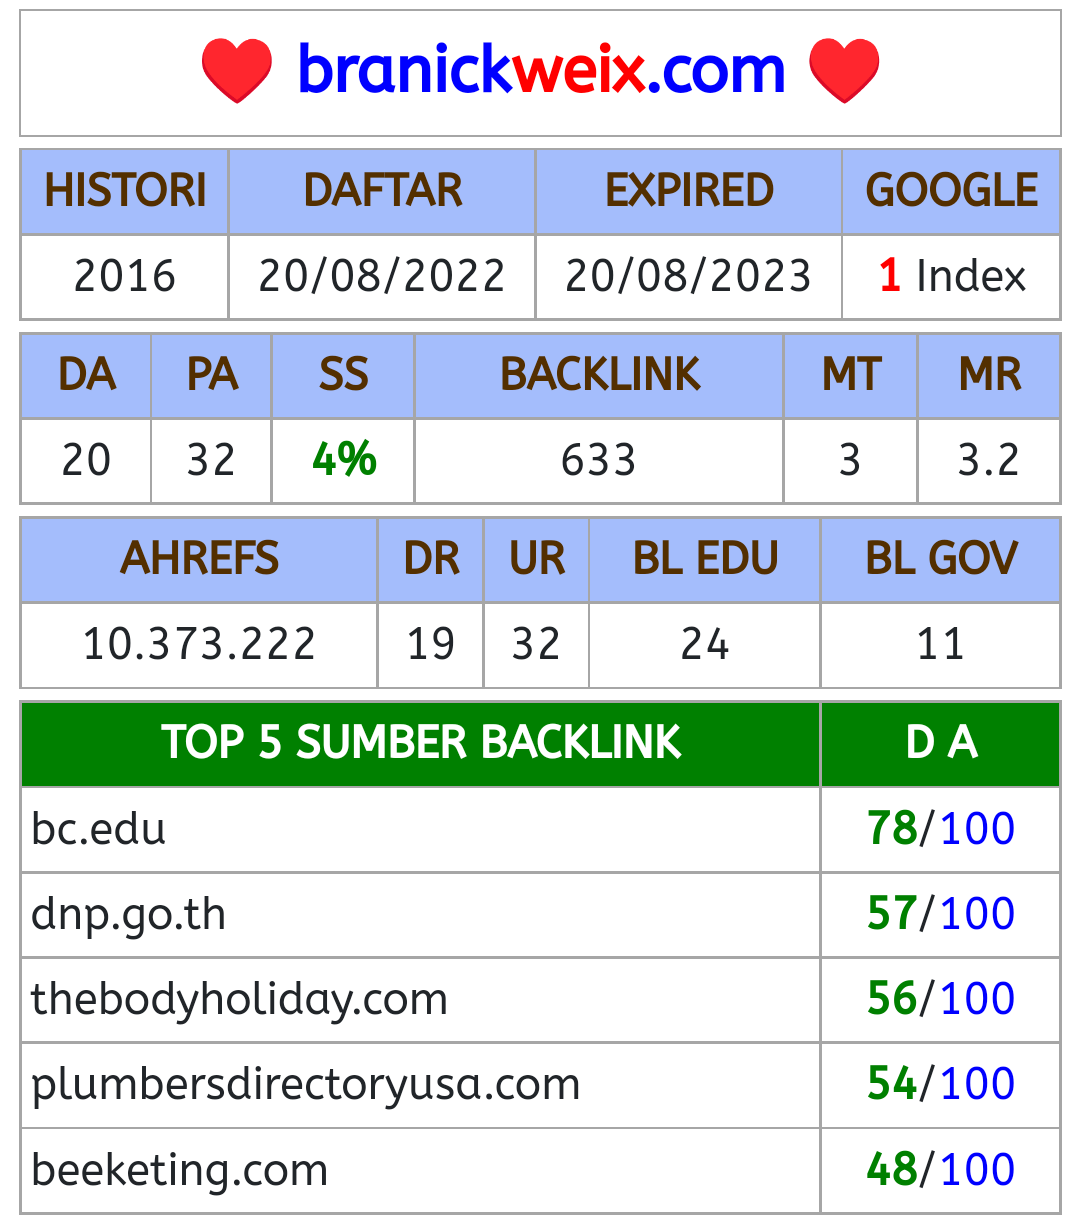 branickweix.com
HISTORI DAFTAR EXPIRED GOOGLE
2016 20/08/2022 20/08/2023 1 Index
DA PA SS BACKLINK MT MR
20 32 4% 633 3 3.2
AHREFS DR UR BL EDU BL GOV
10.373.222 19 32 24 11
TOP 5 SUMBER BACKLINK D A
bc.edu 78/100
dnp.go.th 57/100
thebodyholiday.com 56/100
plumbersdirectoryusa.com 54/100
beeketing.com 48/100